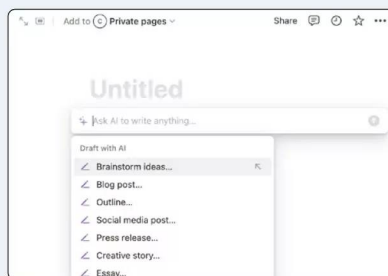 Add to C Private pages Share
Untitled
Ask AI to write anything...
Draft with AI
Brainstorm ideas...
Blog post...
Outline...
Social media post...
Press release...
Creative story...
Essay...